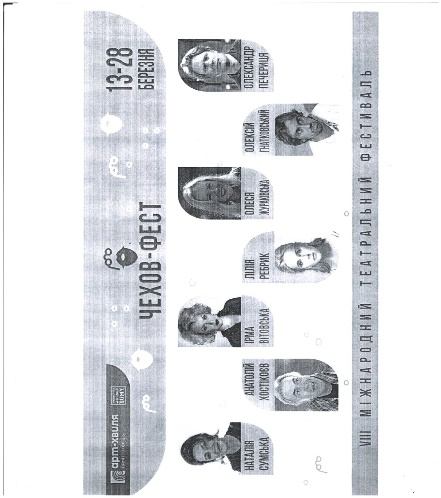 арт-хвиля
ЧЕХОВ-ФЕСТ
13-28
БЕРЕЗНЯ
НАТАЛІЯ
СУМСЬКА
АНАТОЛІЙ
ХОСТІКОЄВ
ІРМА
ВІТОВСЬКА
ЛІЛІЯ
РЕБРИК
ОЛЕСЯ
ЖУРАКІВСЬКА
ОЛЕКСІЙ
ГНАТКОВСЬКИЙ
ОЛЕКСАНДР
ПЕЧЕРИЦЯ
VIII МІЖНАРОДНИЙ ТЕАТРАЛЬНИЙ ФЕСТИВАЛЬ